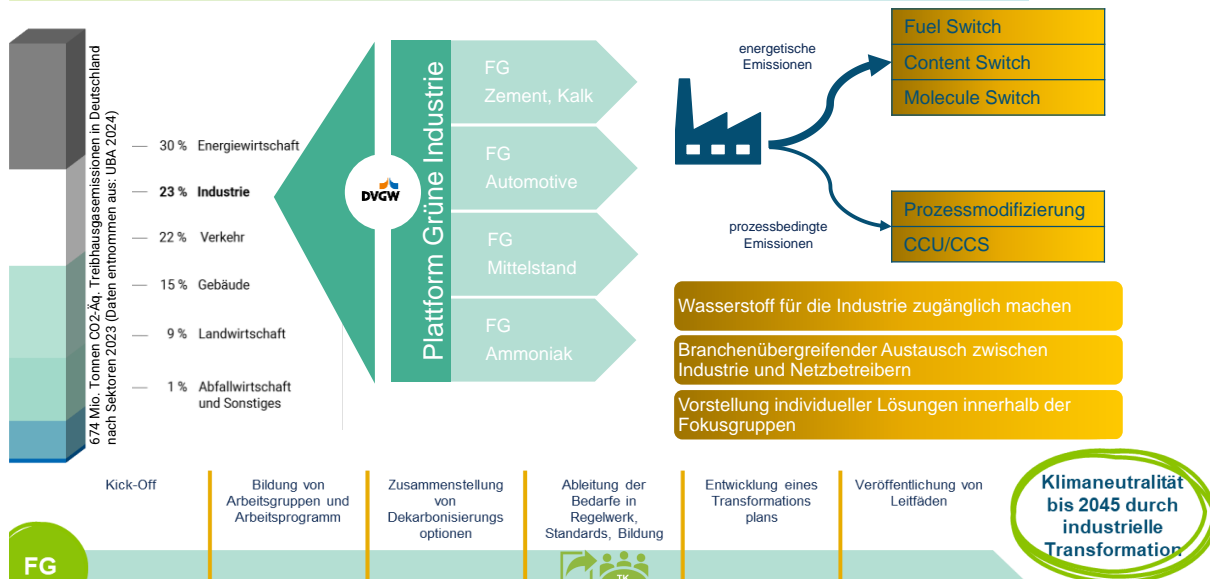 674 Mio. Tonnen CO2-Äq. Treibhausgasemissionen in Deutschland
nach Sektoren 2023 (Daten entnommen aus: UBA 2024)
30 % Energiewirtschaft
23 % Industrie
22 % Verkehr
15 % Gebäude
9 % Landwirtschaft
1 % Abfallwirtschaft
und Sonstiges
DVGW
Plattform Grüne Industrie
FG
Zement, Kalk
FG
Automotive
FG
Mittelstand
FG
Ammoniak
energetische
Emissionen
prozessbedingte
Emissionen
Fuel Switch
Content Switch
Molecule Switch
Prozessmodifizierung
CCU/CCS
Wasserstoff für die Industrie zugänglich machen
Branchenübergreifender Austausch zwischen
Industrie und Netzbetreibern
Vorstellung individueller Lösungen innerhalb der
Fokusgruppen
Kick-Off
Bildung von
Arbeitsgruppen und
Arbeitsprogramm
Zusammenstellung
von
Dekarbonisierungs
optionen
Ableitung der
Bedarfe in
Regelwerk,
Standards, Bildung
Entwicklung eines
Transformations
plans
Veröffentlichung von
Leitfäden
Klimaneutralität
bis 2045 durch
industrielle
Transformation
FG
TK